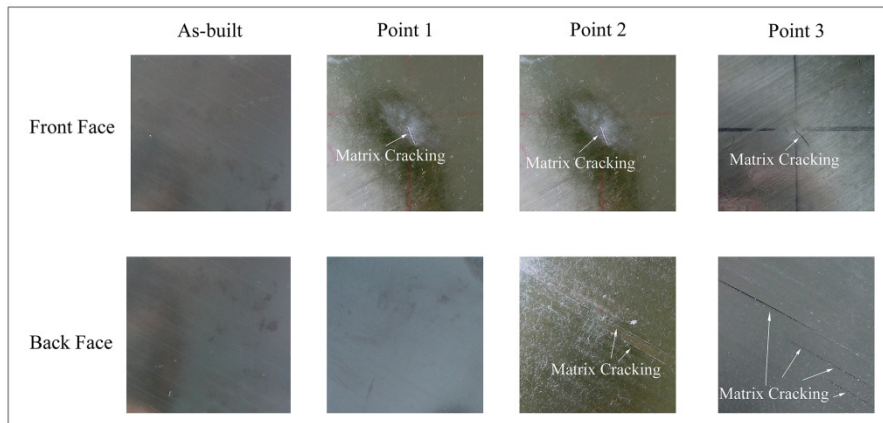 As-built Point 1 Point 2 Point 3
Front Face
Matrix Cracking Matrix Cracking Matrix Cracking
Back Face
Matrix Cracking Matrix Cracking